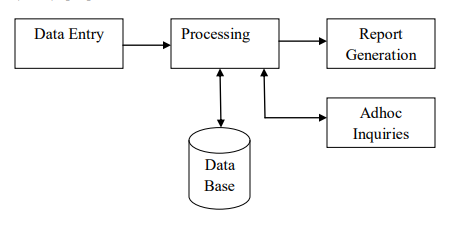 Data Entry
Processing
Report
Generation
Adhoc
Inquiries
Data
Base